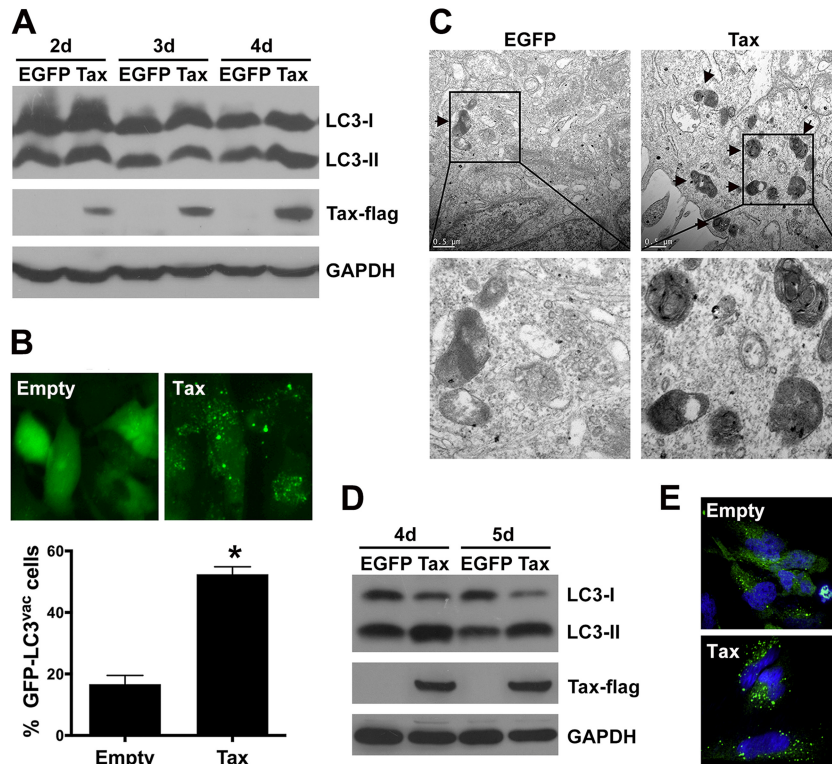 A
2d 3d 4d
EGFP Tax EGFP Tax EGFP Tax
LC3-I
LC3-II
Tax-flag
GAPDH
B
Empty Tax
60
40
20
0
% GFP-LC3vac cells
*
Empty Tax
C
EGFP Tax
0.5 µm 0.5 µm
D
4d 5d
EGFP Tax EGFP Tax
LC3-I
LC3-II
Tax-flag
GAPDH
E
Empty
Tax